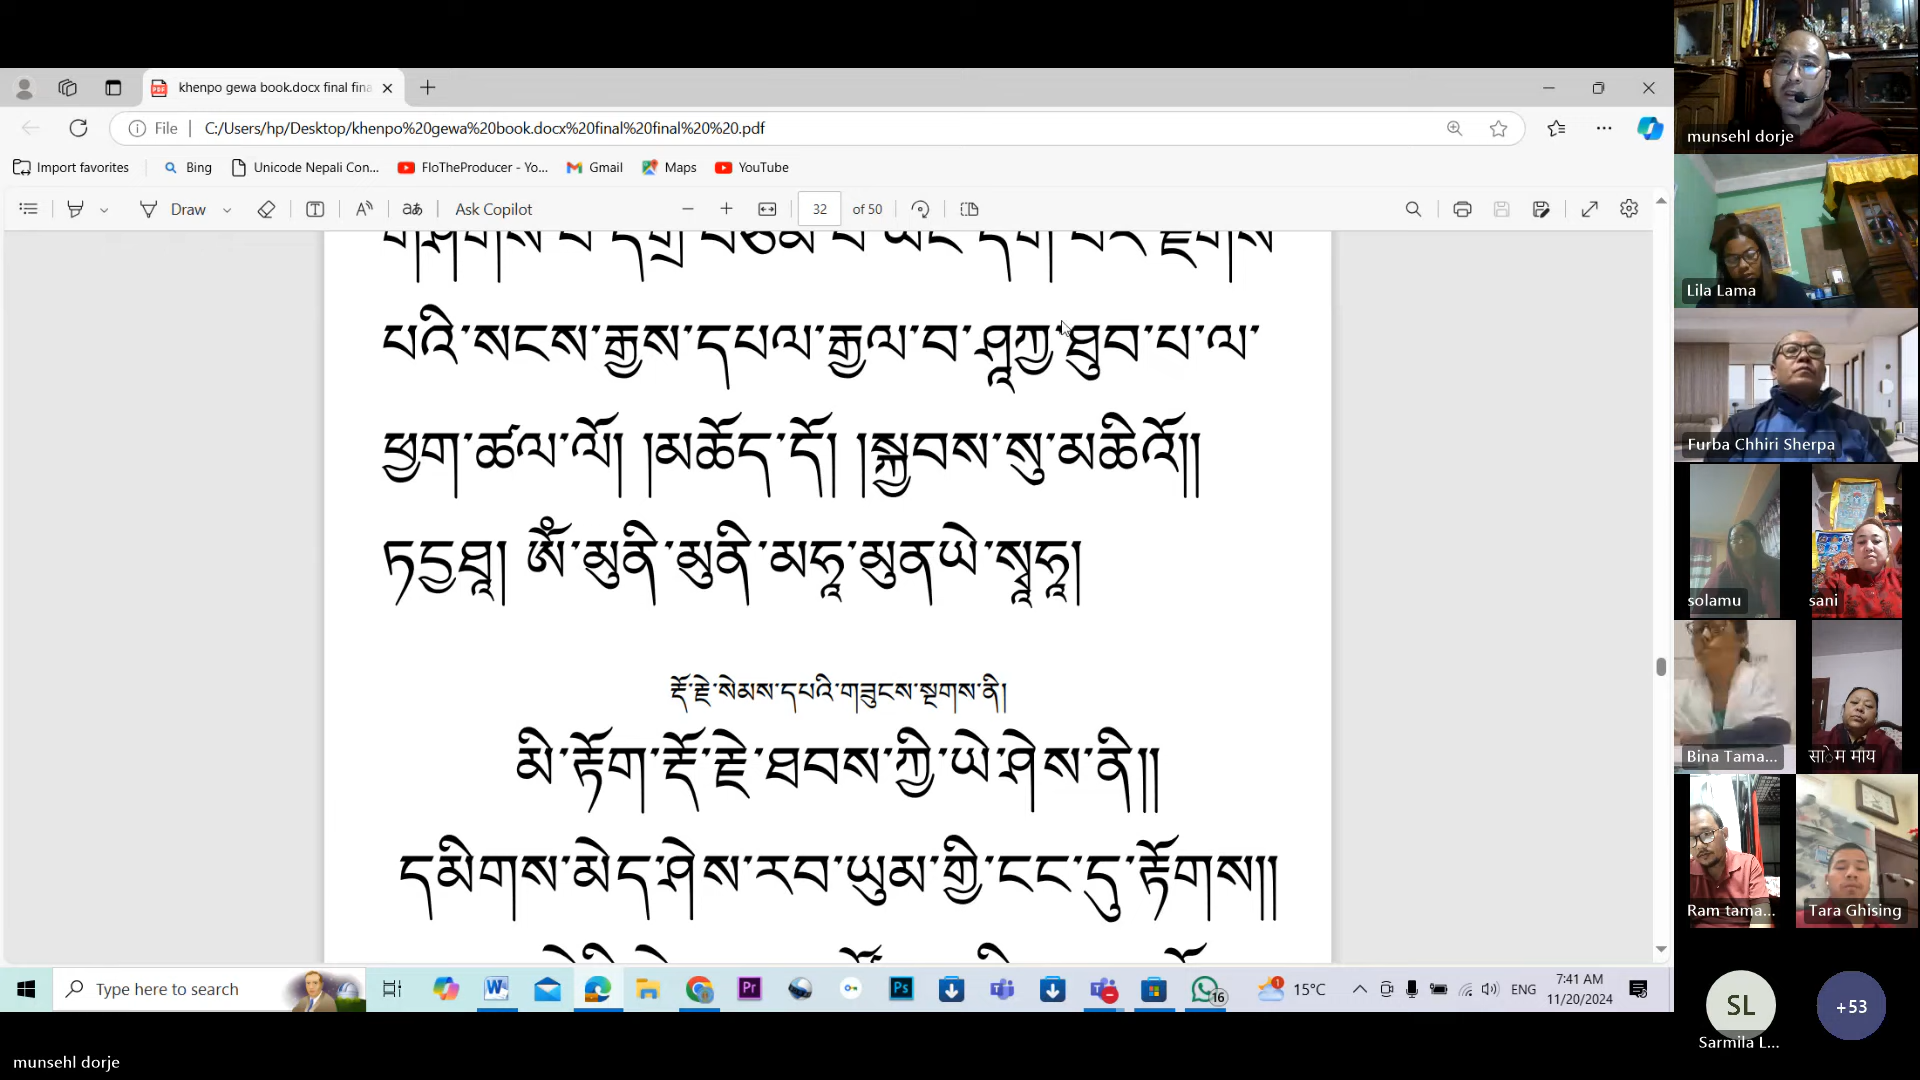 khenpo gewa book.docx final fina
File
C:/Users/hp/Desktop/khenpo%20gewa%20book.docx%20final%20final%20%20.pdf
Import favorites
Bing
Unicode Nepali Con...
FloTheProducer - Yo...
Gmail
Maps
YouTube
Draw
Ask Copilot
32 of 50
པའི་སངས་རྒྱས་དཔལ་རྒྱལ་བ་ཤཱཀྱ་ཐུབ་པ་ལ་
ཕྱག་ཚལ་ལོ། །མཆོད་དོ། །སྐྱབས་སུ་མཆིའོ།།
ཏདྱཐཱ། ཨོཾ་མུནི་མུནི་མཧཱ་མུནཡེ་སྭཱཧཱ།
རྡོ་རྗེ་སེམས་དཔའི་གཟུངས་སྔགས་ནི།
མི་རྟོག་རྡོ་རྗེ་ཐབས་ཀྱི་ཡེ་ཤེས་ནི།།
དམིགས་མེད་ཤེས་རབ་ཡུམ་གྱི་ངང་དུ་རྟོགས།།
Type here to search
16
1
15°C
ENG
7:41 AM
11/20/2024
munsehl dorje
Lila Lama
Furba Chhiri Sherpa
solamu
sani
Bina Tama...
साेम माय
Ram tama...
Tara Ghising
SL
Sarmila L...
+53
munsehl dorje